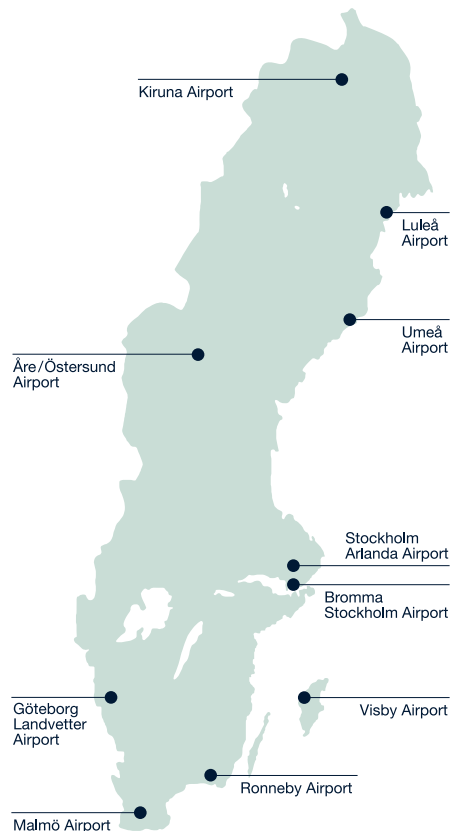 Kiruna Airport
Luleå
Airport
Umeå
Airport
Åre/Östersund
Airport
Stockholm
Arlanda Airport
Bromma
Stockholm Airport
Göteborg
Landvetter
Airport
Visby Airport
Ronneby Airport
Malmö Airport